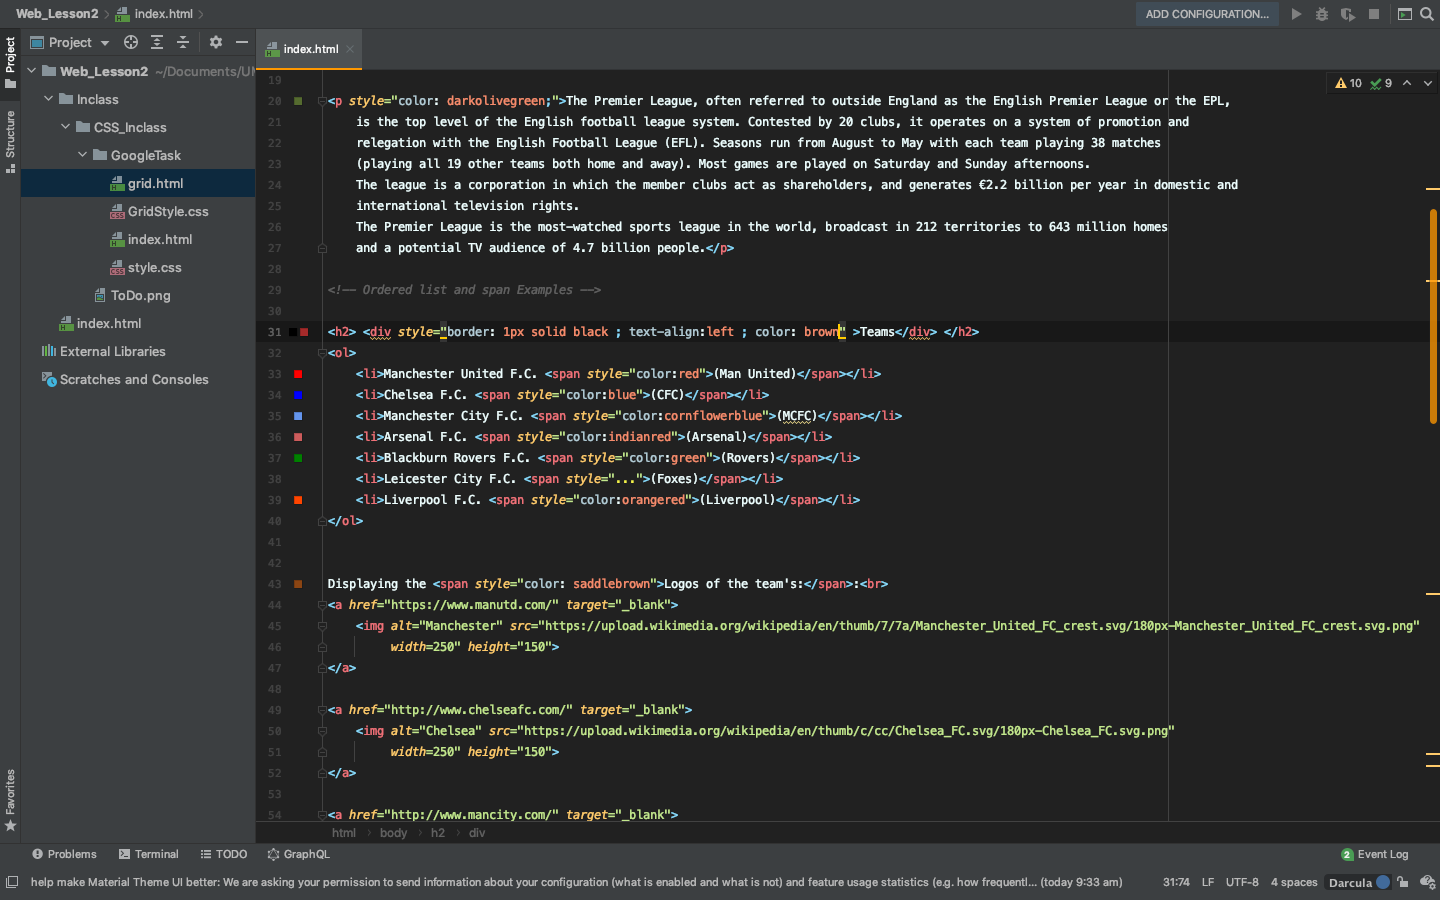 Web_Lesson2 index.html ADD CONFIGURATION...
Project index.html
Project
Structure
Favorites
Web_Lesson2 ~/Documents/UI
Inclass
CSS_Inclass
GoogleTask
grid.html
GridStyle.css
index.html
style.css
ToDo.png
index.html
External Libraries
Scratches and Consoles
10 9
19
20 <p style="color: darkolivegreen;">The Premier League, often referred to outside England as the English Premier League or the EPL,
21 is the top level of the English football league system. Contested by 20 clubs, it operates on a system of promotion and
22 relegation with the English Football League (EFL). Seasons run from August to May with each team playing 38 matches
23 (playing all 19 other teams both home and away). Most games are played on Saturday and Sunday afternoons.
24 The league is a corporation in which the member clubs act as shareholders, and generates €2.2 billion per year in domestic and
25 international television rights.
26 The Premier League is the most-watched sports league in the world, broadcast in 212 territories to 643 million homes
27 and a potential TV audience of 4.7 billion people.</p>
28
29 <!-- Ordered list and span Examples -->
30
31 <h2> <div style="border: 1px solid black ; text-align:left ; color: brown" >Teams</div> </h2>
32 <ol>
33 <li>Manchester United F.C. <span style="color:red">(Man United)</span></li>
34 <li>Chelsea F.C. <span style="color:blue">(CFC)</span></li>
35 <li>Manchester City F.C. <span style="color:cornflowerblue">(MCFC)</span></li>
36 <li>Arsenal F.C. <span style="color:indianred">(Arsenal)</span></li>
37 <li>Blackburn Rovers F.C. <span style="color:green">(Rovers)</span></li>
38 <li>Leicester City F.C. <span style="...">(Foxes)</span></li>
39 <li>Liverpool F.C. <span style="color:orangered">(Liverpool)</span></li>
40 </ol>
41
42
43 Displaying the <span style="color: saddlebrown">Logos of the team's:</span>:<br>
44 <a href="https://www.manutd.com/" target="_blank">
45 <img alt="Manchester" src="https://upload.wikimedia.org/wikipedia/en/thumb/7/7a/Manchester_United_FC_crest.svg/180px-Manchester_United_FC_crest.svg.png"
46 width=250" height="150">
47 </a>
48
49 <a href="http://www.chelseafc.com/" target="_blank">
50 <img alt="Chelsea" src="https://upload.wikimedia.org/wikipedia/en/thumb/c/cc/Chelsea_FC.svg/180px-Chelsea_FC.svg.png"
51 width=250" height="150">
52 </a>
53
54 <a href="http://www.mancity.com/" target="_blank">
html body h2 div
Problems Terminal TODO GraphQL 2 Event Log
help make Material Theme UI better: We are asking your permission to send information about your configuration (what is enabled and what is not) and feature usage statistics (e.g. how frequentl... (today 9:33 am) 31:74 LF UTF-8 4 spaces Darcula